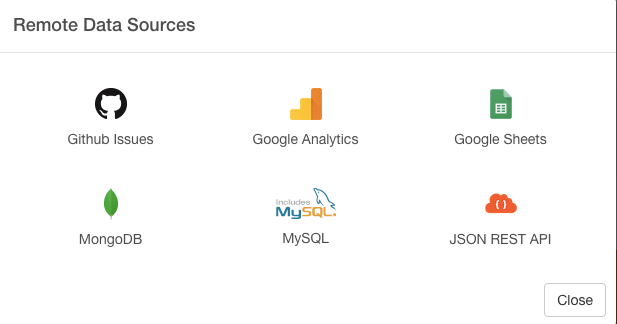 Remote Data Sources
Github Issues
Google Analytics
Google Sheets
Includes
MySQL.
MongoDB
MySQL
JSON REST API
Close